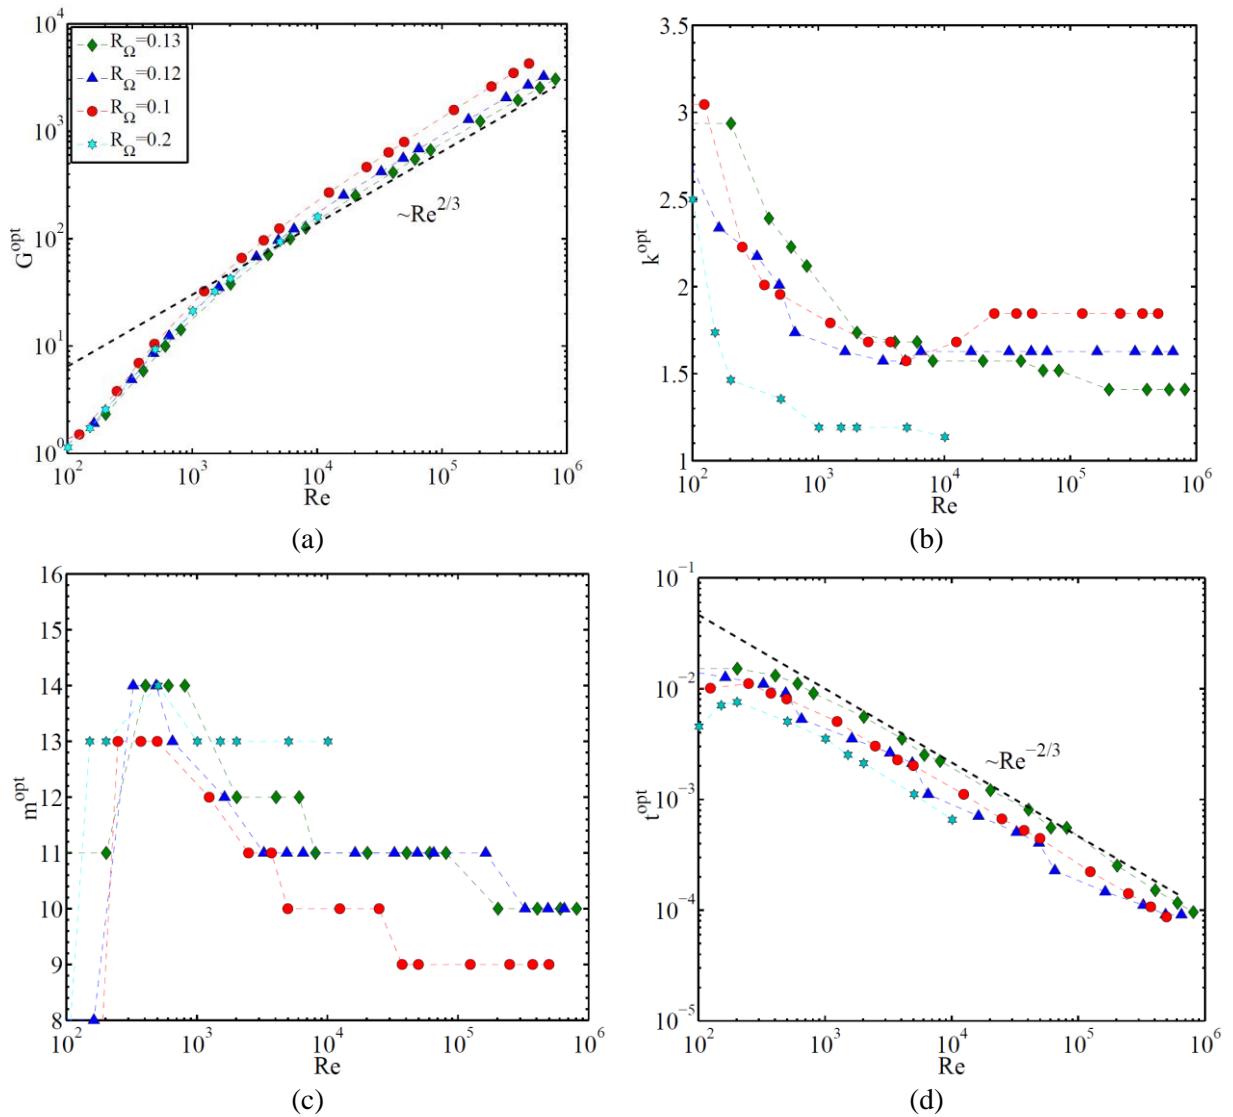 10^4
10^3
10^2
10^1
10^0
G^opt
R_Ω=0.13
R_Ω=0.12
R_Ω=0.1
R_Ω=0.2
~Re^2/3
10^2 10^3 10^4 10^5 10^6
Re
(a)
3.5
3
2.5
2
1.5
1
k^opt
10^2 10^3 10^4 10^5 10^6
Re
(b)
16
15
14
13
12
11
10
9
8
m^opt
10^2 10^3 10^4 10^5 10^6
Re
(c)
10^-1
10^-2
10^-3
10^-4
10^-5
t^opt
~Re^-2/3
10^2 10^3 10^4 10^5 10^6
Re
(d)